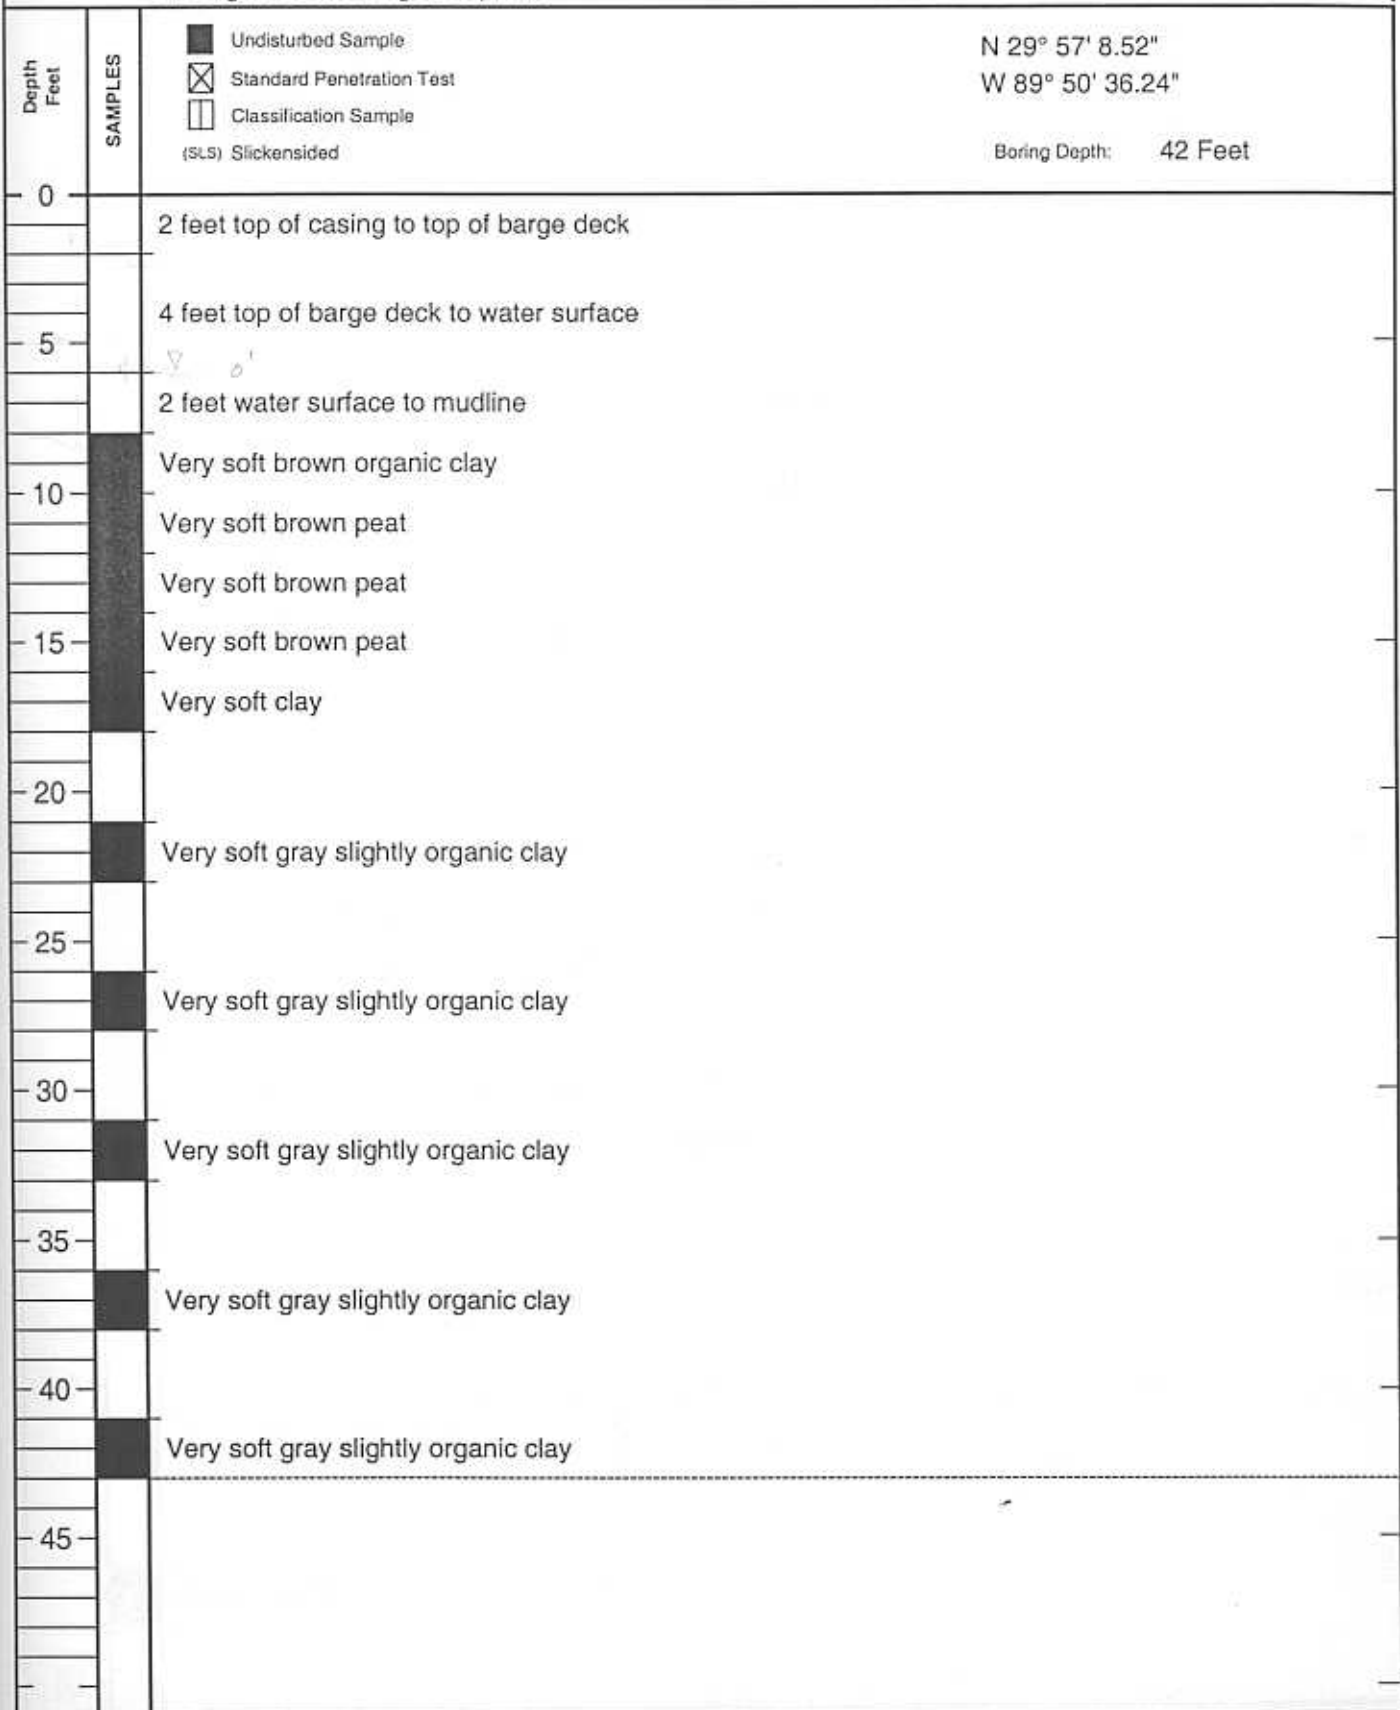 Depth
Feet
SAMPLES
Undisturbed Sample
Standard Penetration Test
Classification Sample
(SLS) Slickensided
N 29° 57' 8.52"
W 89° 50' 36.24"
Boring Depth: 42 Feet
0
2 feet top of casing to top of barge deck
4 feet top of barge deck to water surface
5
0'
2 feet water surface to mudline
Very soft brown organic clay
10
Very soft brown peat
Very soft brown peat
15 Very soft brown peat
Very soft clay
20
Very soft gray slightly organic clay
25
Very soft gray slightly organic clay
30
Very soft gray slightly organic clay
35
Very soft gray slightly organic clay
40
Very soft gray slightly organic clay
45